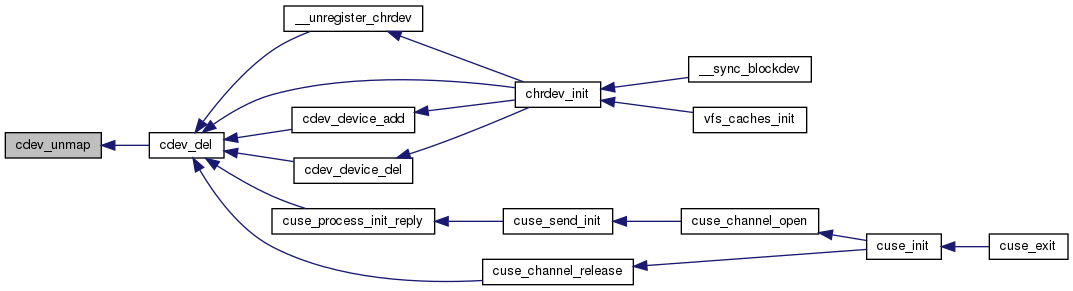 __unregister_chrdev
__sync_blockdev
chrdev_init
cdev_device_add
vfs_caches_init
cdev_unmap
cdev_del
cdev_device_del
cuse_process_init_reply
cuse_send_init
cuse_channel_open
cuse_init
cuse_exit
cuse_channel_release